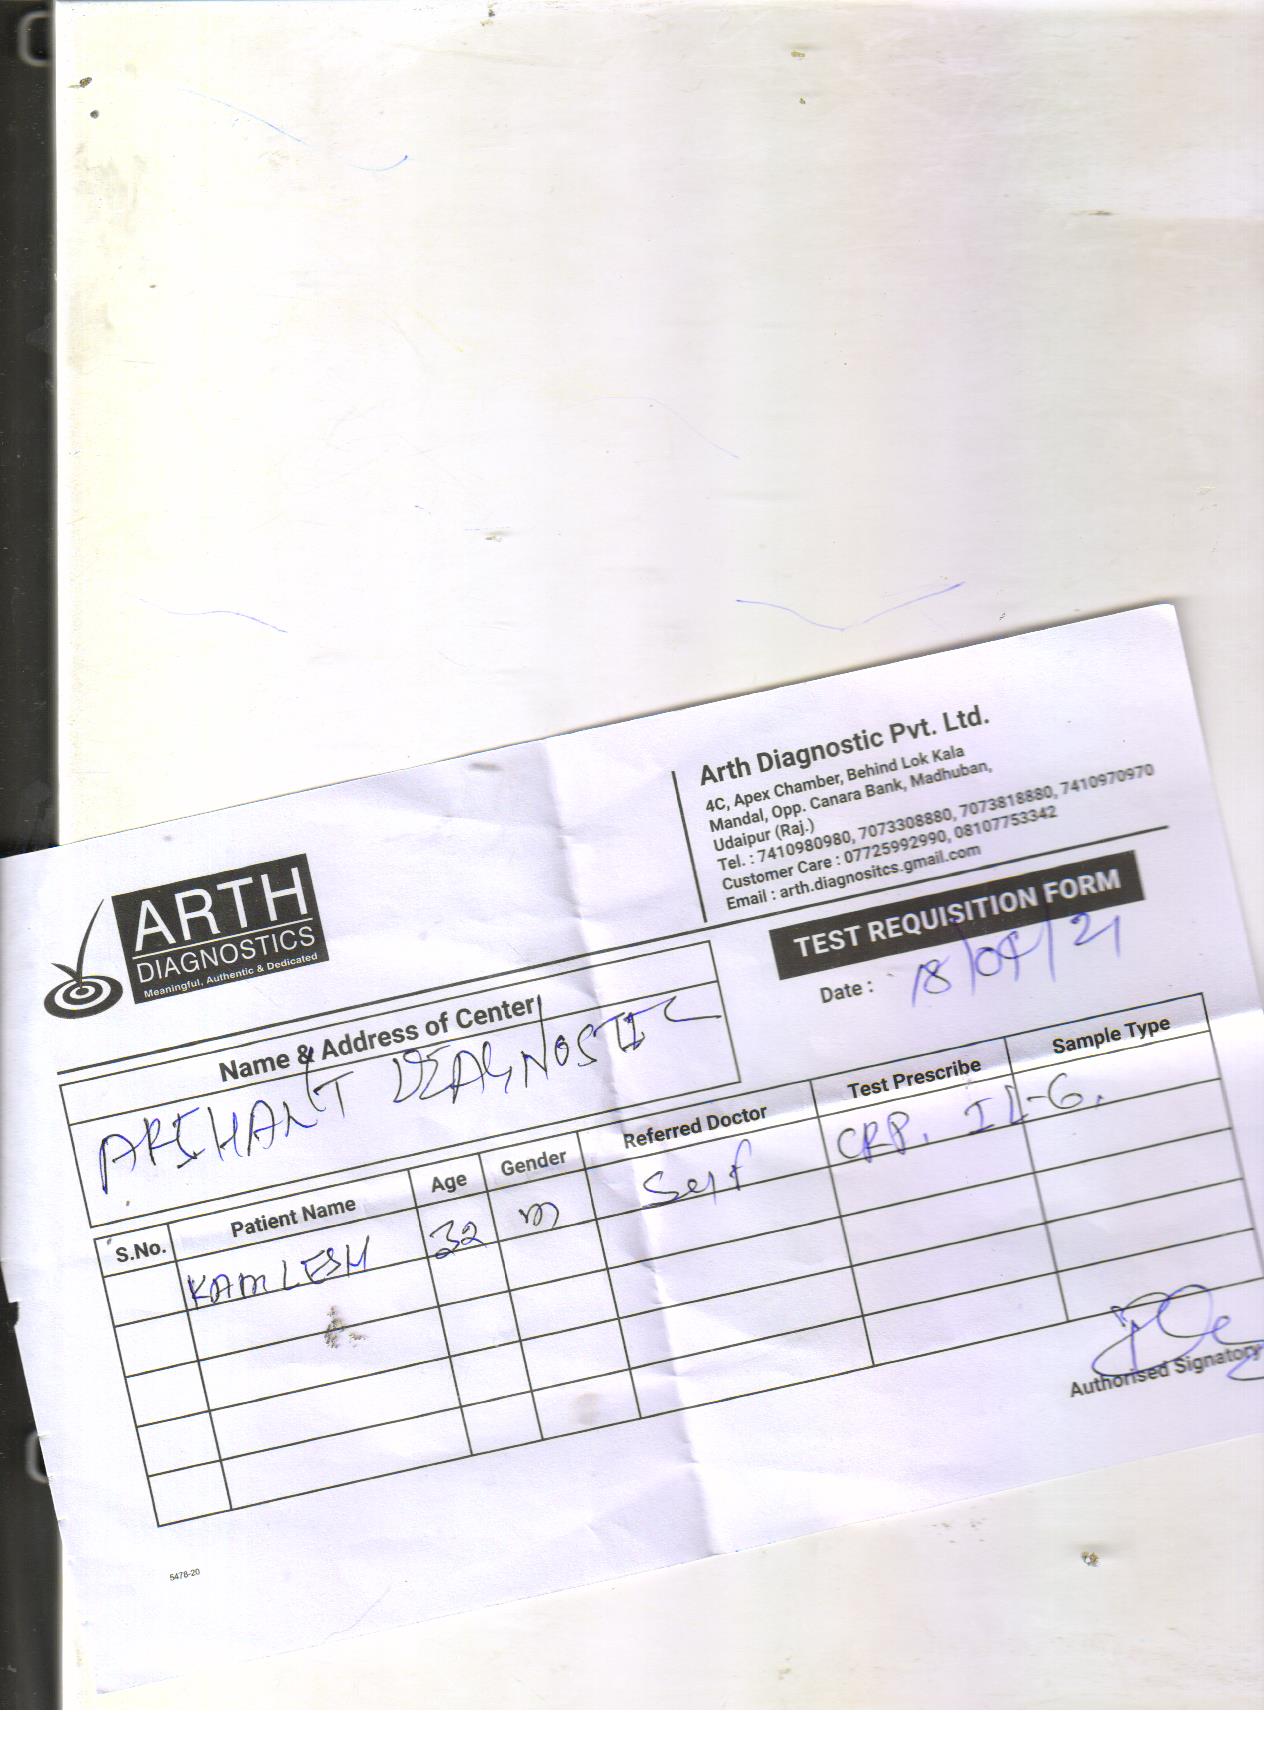 ARTH
DIAGNOSTICS
Meaningful, Authentic & Dedicated
Arth Diagnostic Pvt. Ltd.
4C, Apex Chamber, Behind Lok Kala
Mandal, Opp. Canara Bank, Madhuban,
Udaipur (Raj.)
Tel. : 7410980980, 7073308880, 7073818880, 7410970970
Customer Care : 07725992990, 08107753342
Email : arth.diagnositcs.gmail.com
TEST REQUISITION FORM
Date : 18/04/21
Name & Address of Center
ARIHANT DIAGNOSTIC
S.No. Patient Name Age Gender Referred Doctor Test Prescribe Sample Type
KAMLESH 32 m Self CRP, IL-6,
Authorised Signatory
5478-20